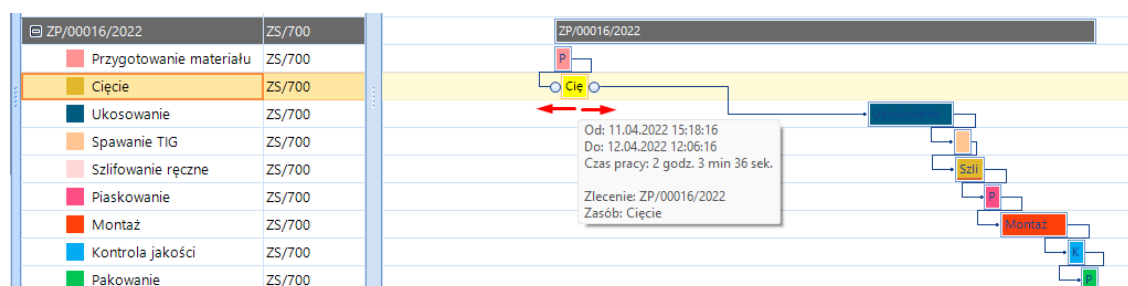 ZP/00016/2022 ZS/700 ZP/00016/2022
Przygotowanie materiału ZS/700 P
Cięcie ZS/700 Cię
Ukosowanie ZS/700 Ukosowanie
Od: 11.04.2022 15:18:16
Do: 12.04.2022 12:06:16
Czas pracy: 2 godz. 3 min 36 sek.
Zlecenie: ZP/00016/2022
Zasób: Cięcie
Spawanie TIG ZS/700
Szlifowanie ręczne ZS/700 Szli
Piaskowanie ZS/700 P
Montaż ZS/700 Montaż
Kontrola jakości ZS/700 K
Pakowanie ZS/700 P